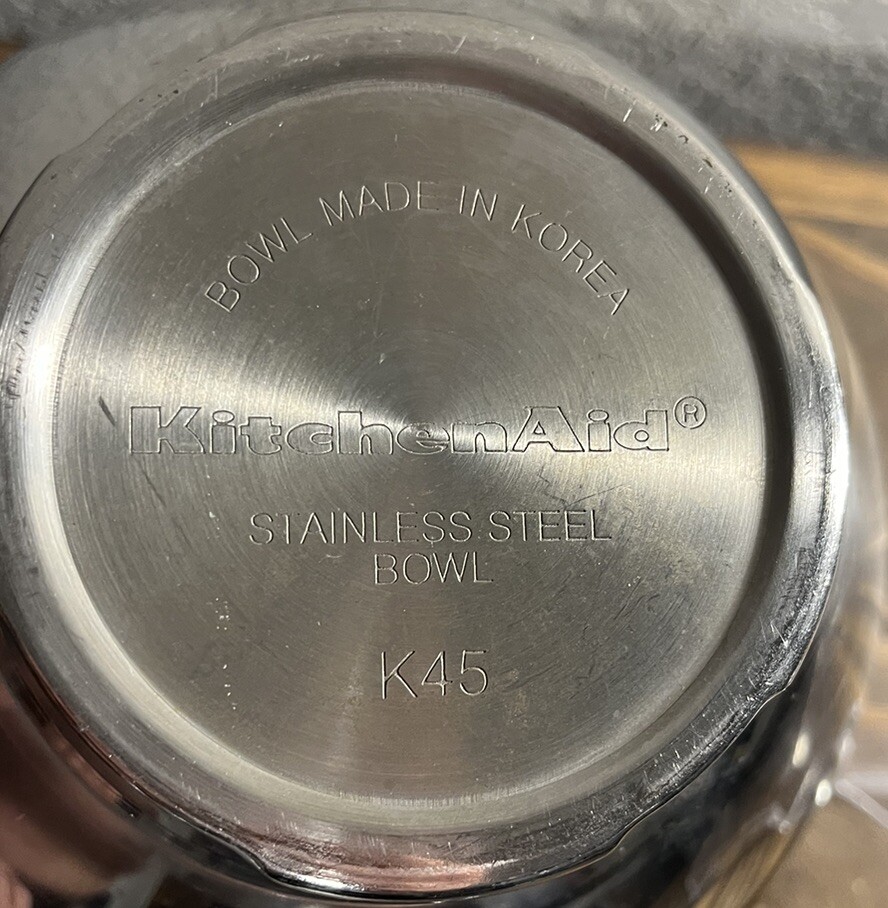 BOWL MADE IN KOREA
KitchenAid®
STAINLESS STEEL
BOWL
K45